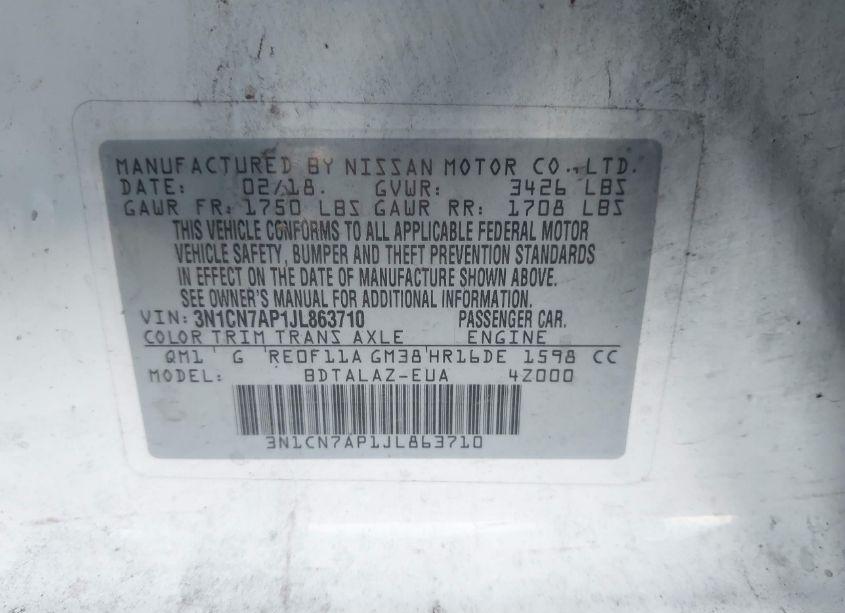 MANUFACTURED BY NISSAN MOTOR CO., LTD.
DATE: 02/18. GVWR: 3426 LBS
GAWR FR: 1750 LBS GAWR RR: 1708 LBS
THIS VEHICLE CONFORMS TO ALL APPLICABLE FEDERAL MOTOR
VEHICLE SAFETY, BUMPER AND THEFT PREVENTION STANDARDS
IN EFFECT ON THE DATE OF MANUFACTURE SHOWN ABOVE.
SEE OWNER'S MANUAL FOR ADDITIONAL INFORMATION.
VIN: 3N1CN7AP1JL863710 PASSENGER CAR.
COLOR TRIM TRANS AXLE ENGINE
QM1 G RE0F11A GM38 HR16DE 1598 CC
MODEL: BDTALAZ-EUA 4Z000
3N1CN7AP1JL863710